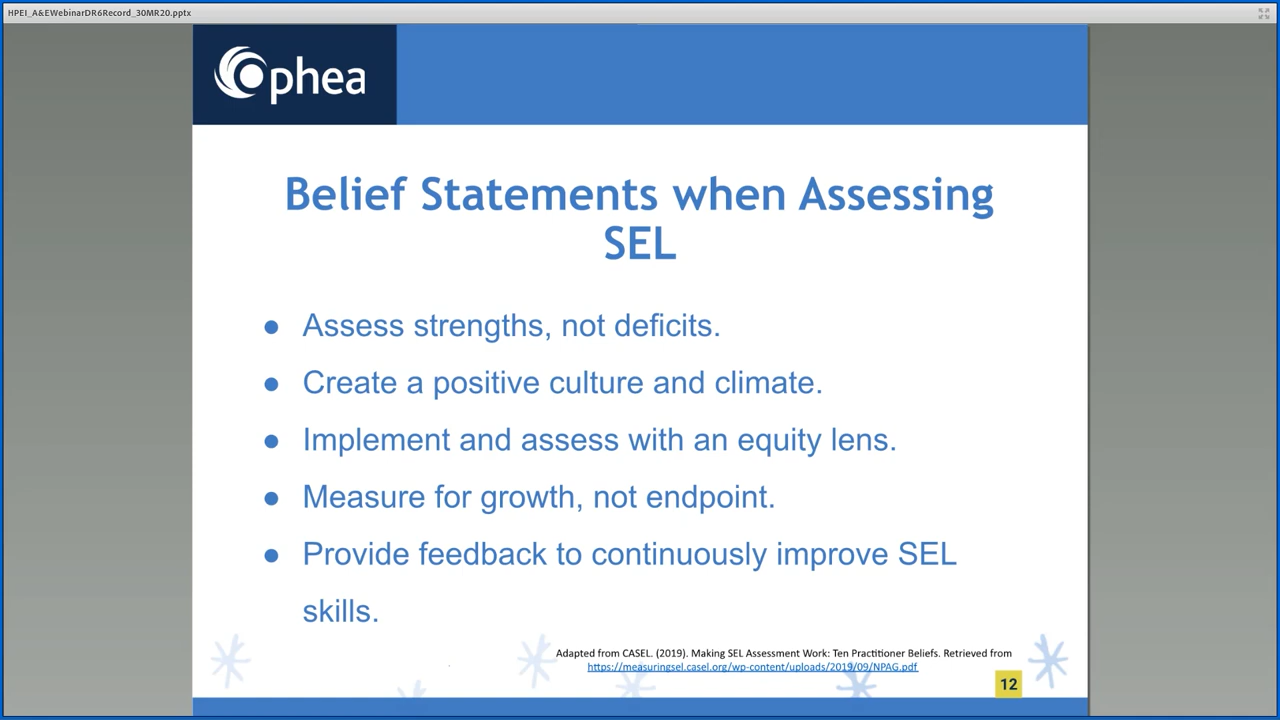 HPEI_A&EWebinarDR6Record_30MR20.pptx
Ophea
Belief Statements when Assessing
SEL
● Assess strengths, not deficits.
● Create a positive culture and climate.
● Implement and assess with an equity lens.
● Measure for growth, not endpoint.
● Provide feedback to continuously improve SEL
skills.
Adapted from CASEL. (2019). Making SEL Assessment Work: Ten Practitioner Beliefs. Retrieved from
https://measuringsel.casel.org/wp-content/uploads/2019/09/NPAG.pdf
12